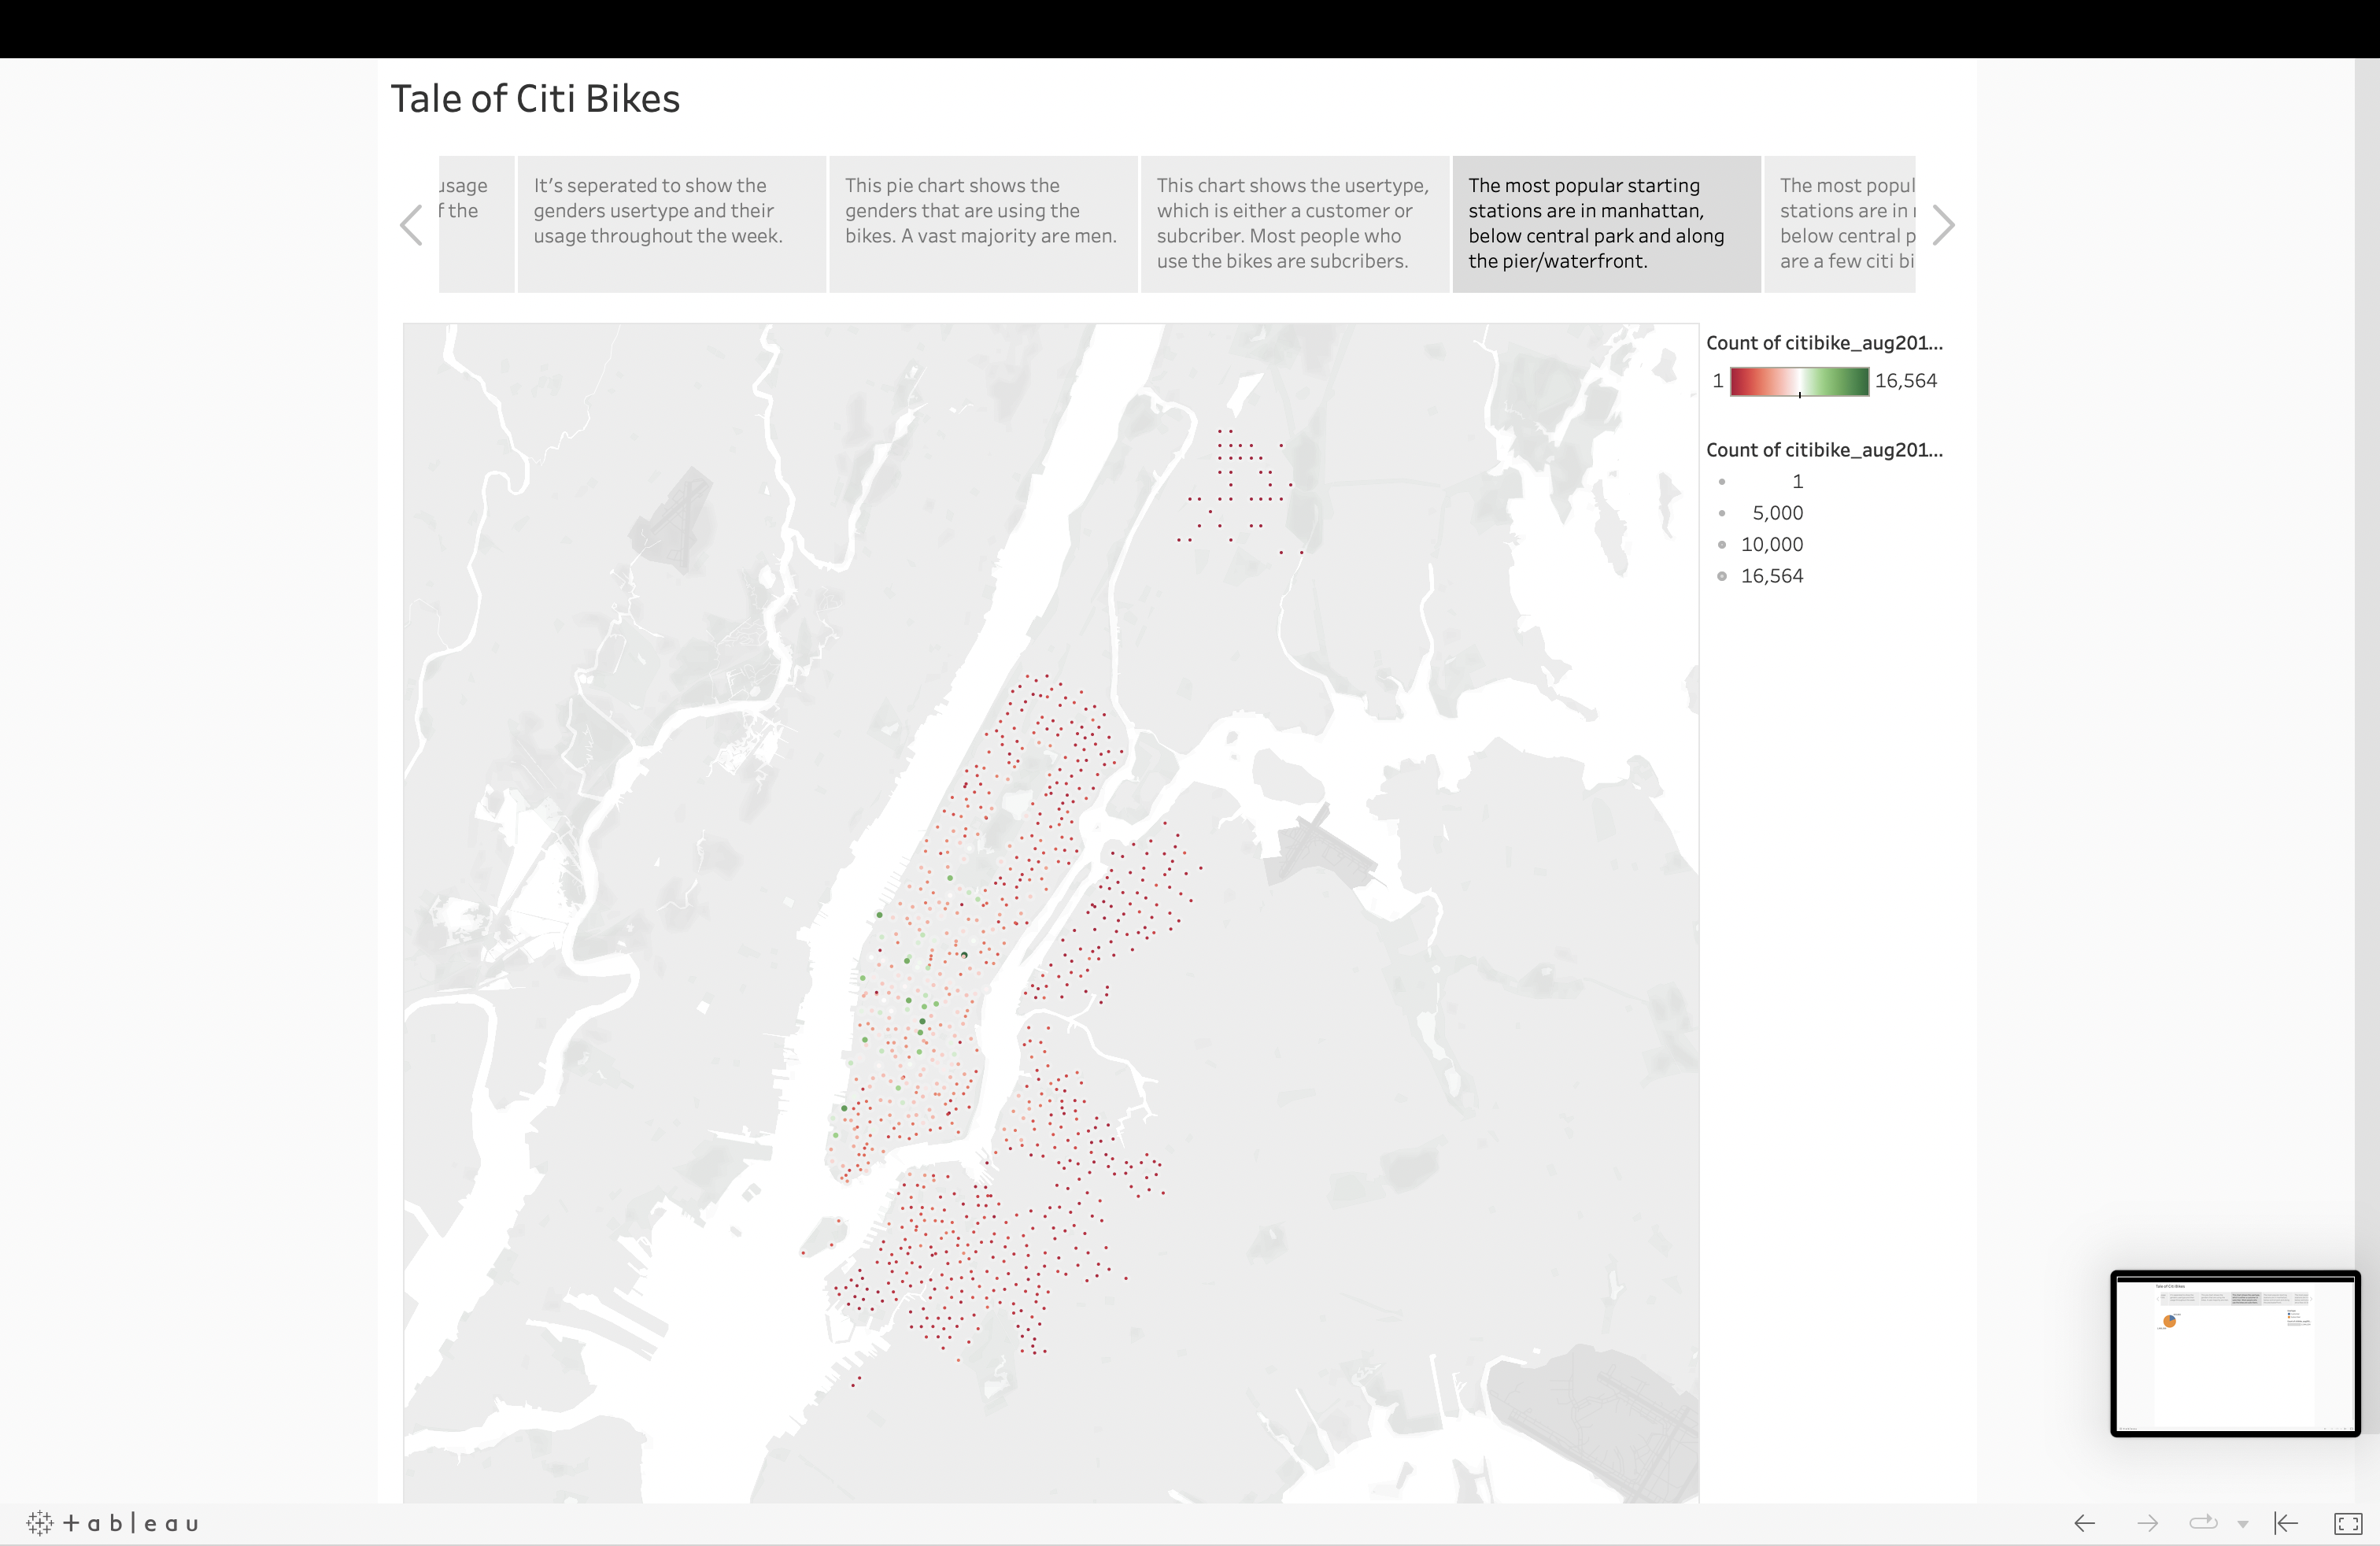 Tale of Citi Bikes
usage
f the
It's seperated to show the
genders usertype and their
usage throughout the week.
This pie chart shows the
genders that are using the
bikes. A vast majority are men.
This chart shows the usertype,
which is either a customer or
subcriber. Most people who
use the bikes are subcribers.
The most popular starting
stations are in manhattan,
below central park and along
the pier/waterfront.
The most popul
stations are in
below central p
are a few citi bi
Count of citibike_aug201...
1 16,564
Count of citibike_aug201...
1
5,000
10,000
16,564
Tale of Citi Bikes
+ a b l e a u